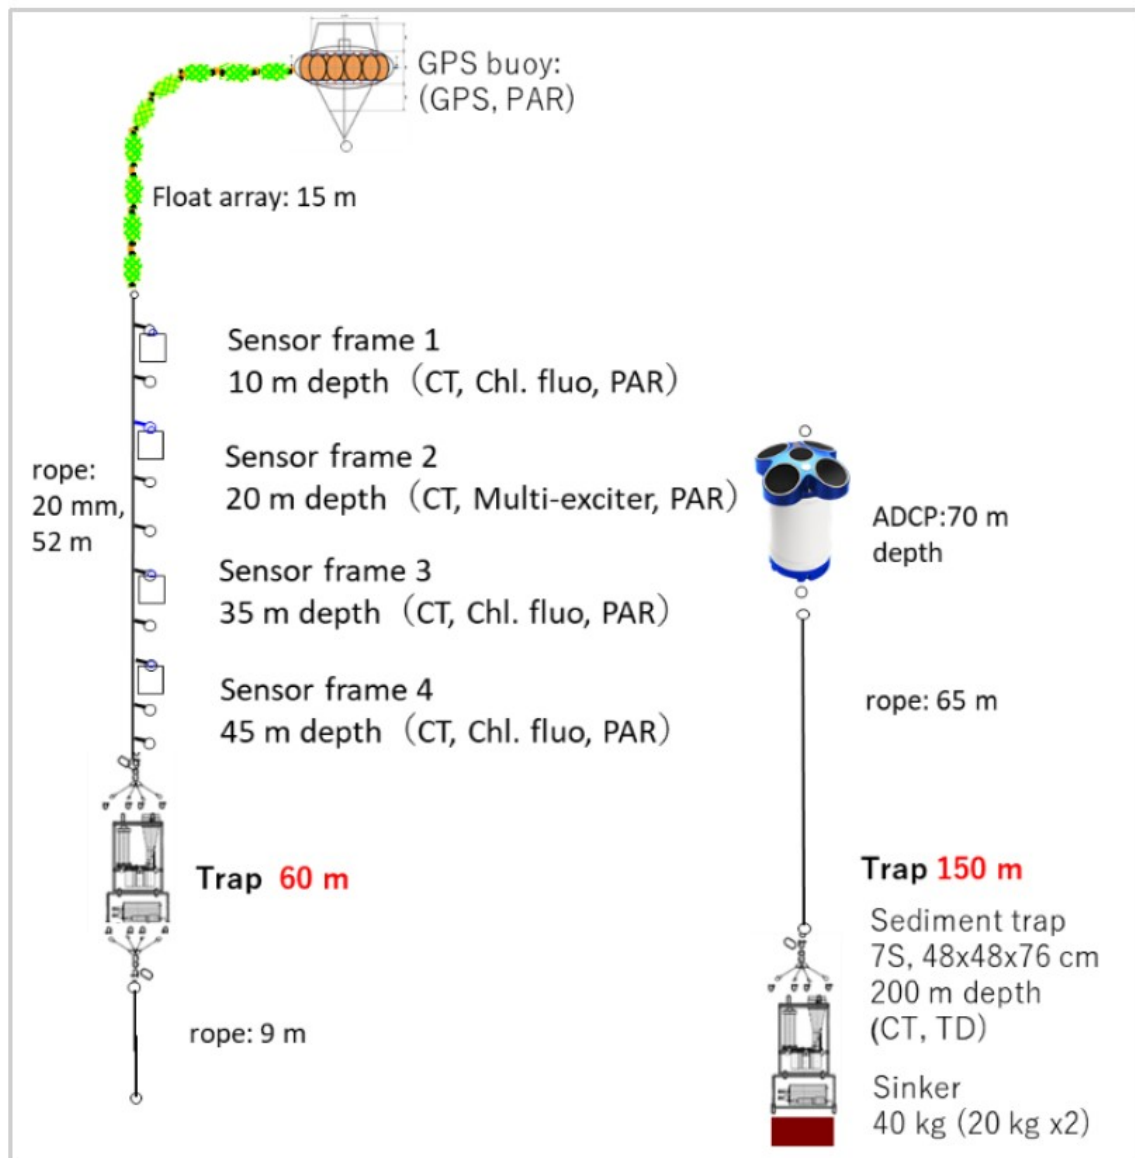 GPS buoy:
(GPS, PAR)
Float array: 15 m
Sensor frame 1
10 m depth（CT, Chl. fluo, PAR）
rope:
20 mm,
52 m
Sensor frame 2
20 m depth（CT, Multi-exciter, PAR）
Sensor frame 3
35 m depth（CT, Chl. fluo, PAR）
Sensor frame 4
45 m depth（CT, Chl. fluo, PAR）
Trap 60 m
rope: 9 m
ADCP:70 m
depth
rope: 65 m
Trap 150 m
Sediment trap
7S, 48x48x76 cm
200 m depth
(CT, TD)
Sinker
40 kg (20 kg x2)